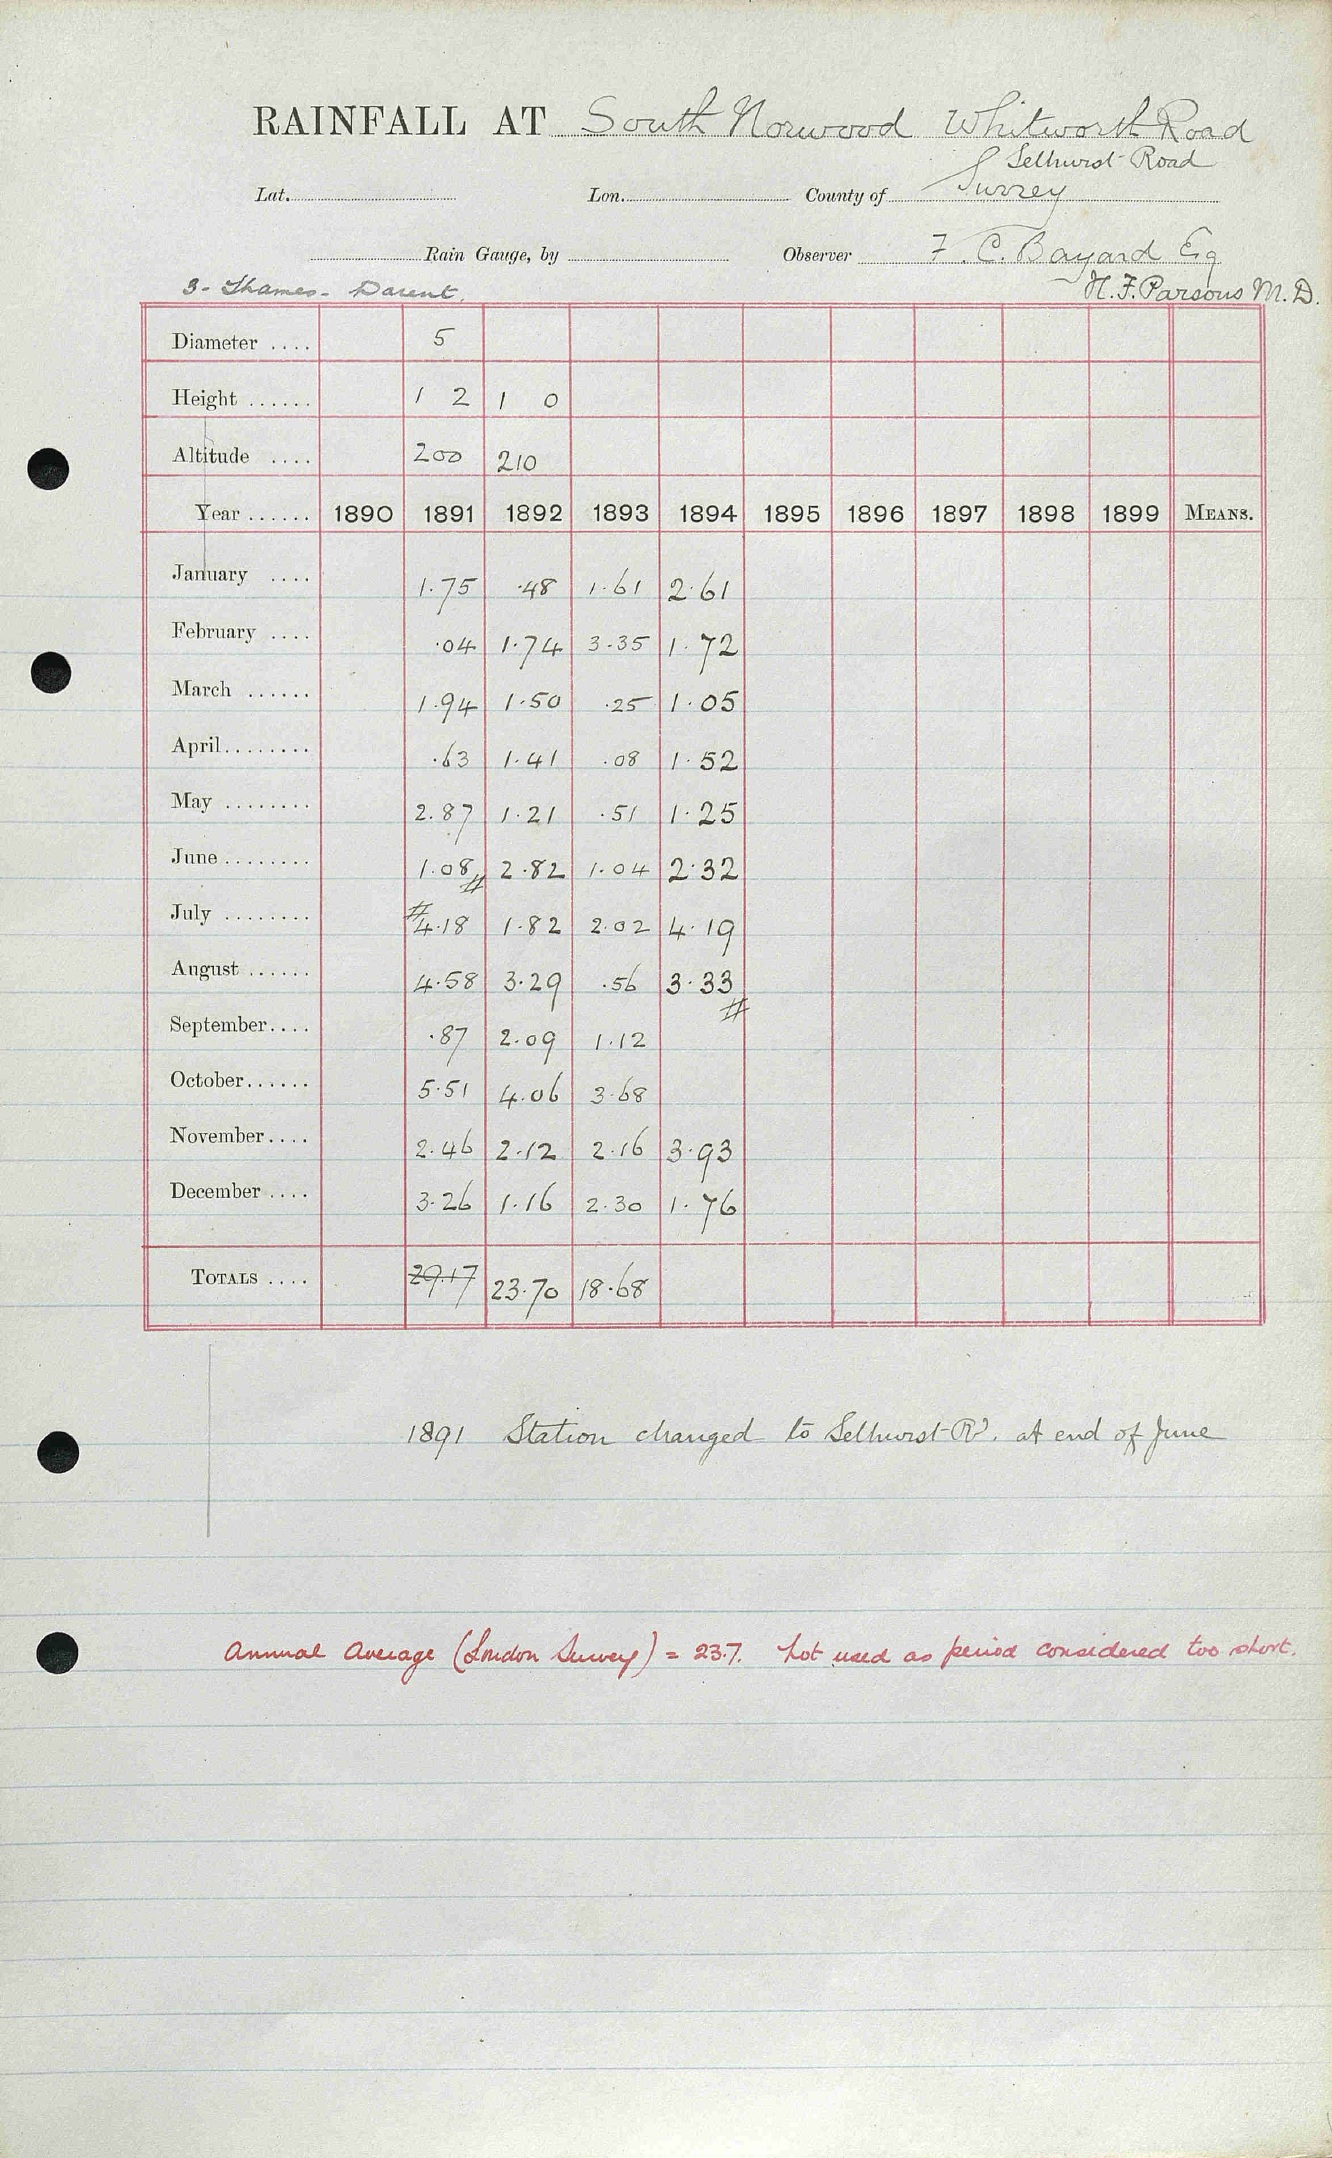 RAINFALL AT South Norwood Whitworth Road
Selhurst Road
Lat. Lon. County of Surrey
Rain Gauge, by Observer F. C. Bayard Esq
3 - Thames - Darent. H. F. Parsons M. D.
Diameter .... 5
Height ...... 1 2 1 0
Altitude .... 200 210
Year ...... 1890 1891 1892 1893 1894 1895 1896 1897 1898 1899 MEANS.
January .... 1.75 .48 1.61 2.61
February .... .04 1.74 3.35 1.72
March ...... 1.94 1.50 .25 1.05
April........ .63 1.41 .08 1.52
May ........ 2.87 1.21 .51 1.25
June ........ 1.08 # 2.82 1.04 2.32
July ........ # 4.18 1.82 2.02 4.19
August ...... 4.58 3.29 .56 3.33 #
September.... .87 2.09 1.12
October...... 5.51 4.06 3.68
November.... 2.46 2.12 2.16 3.93
December .... 3.26 1.16 2.30 1.76
TOTALS .... 29.17 23.70 18.68
1891 Station changed to Selhurst Rd. at end of June
Annual Average (London Survey) = 23.7. Not used as period considered too short.